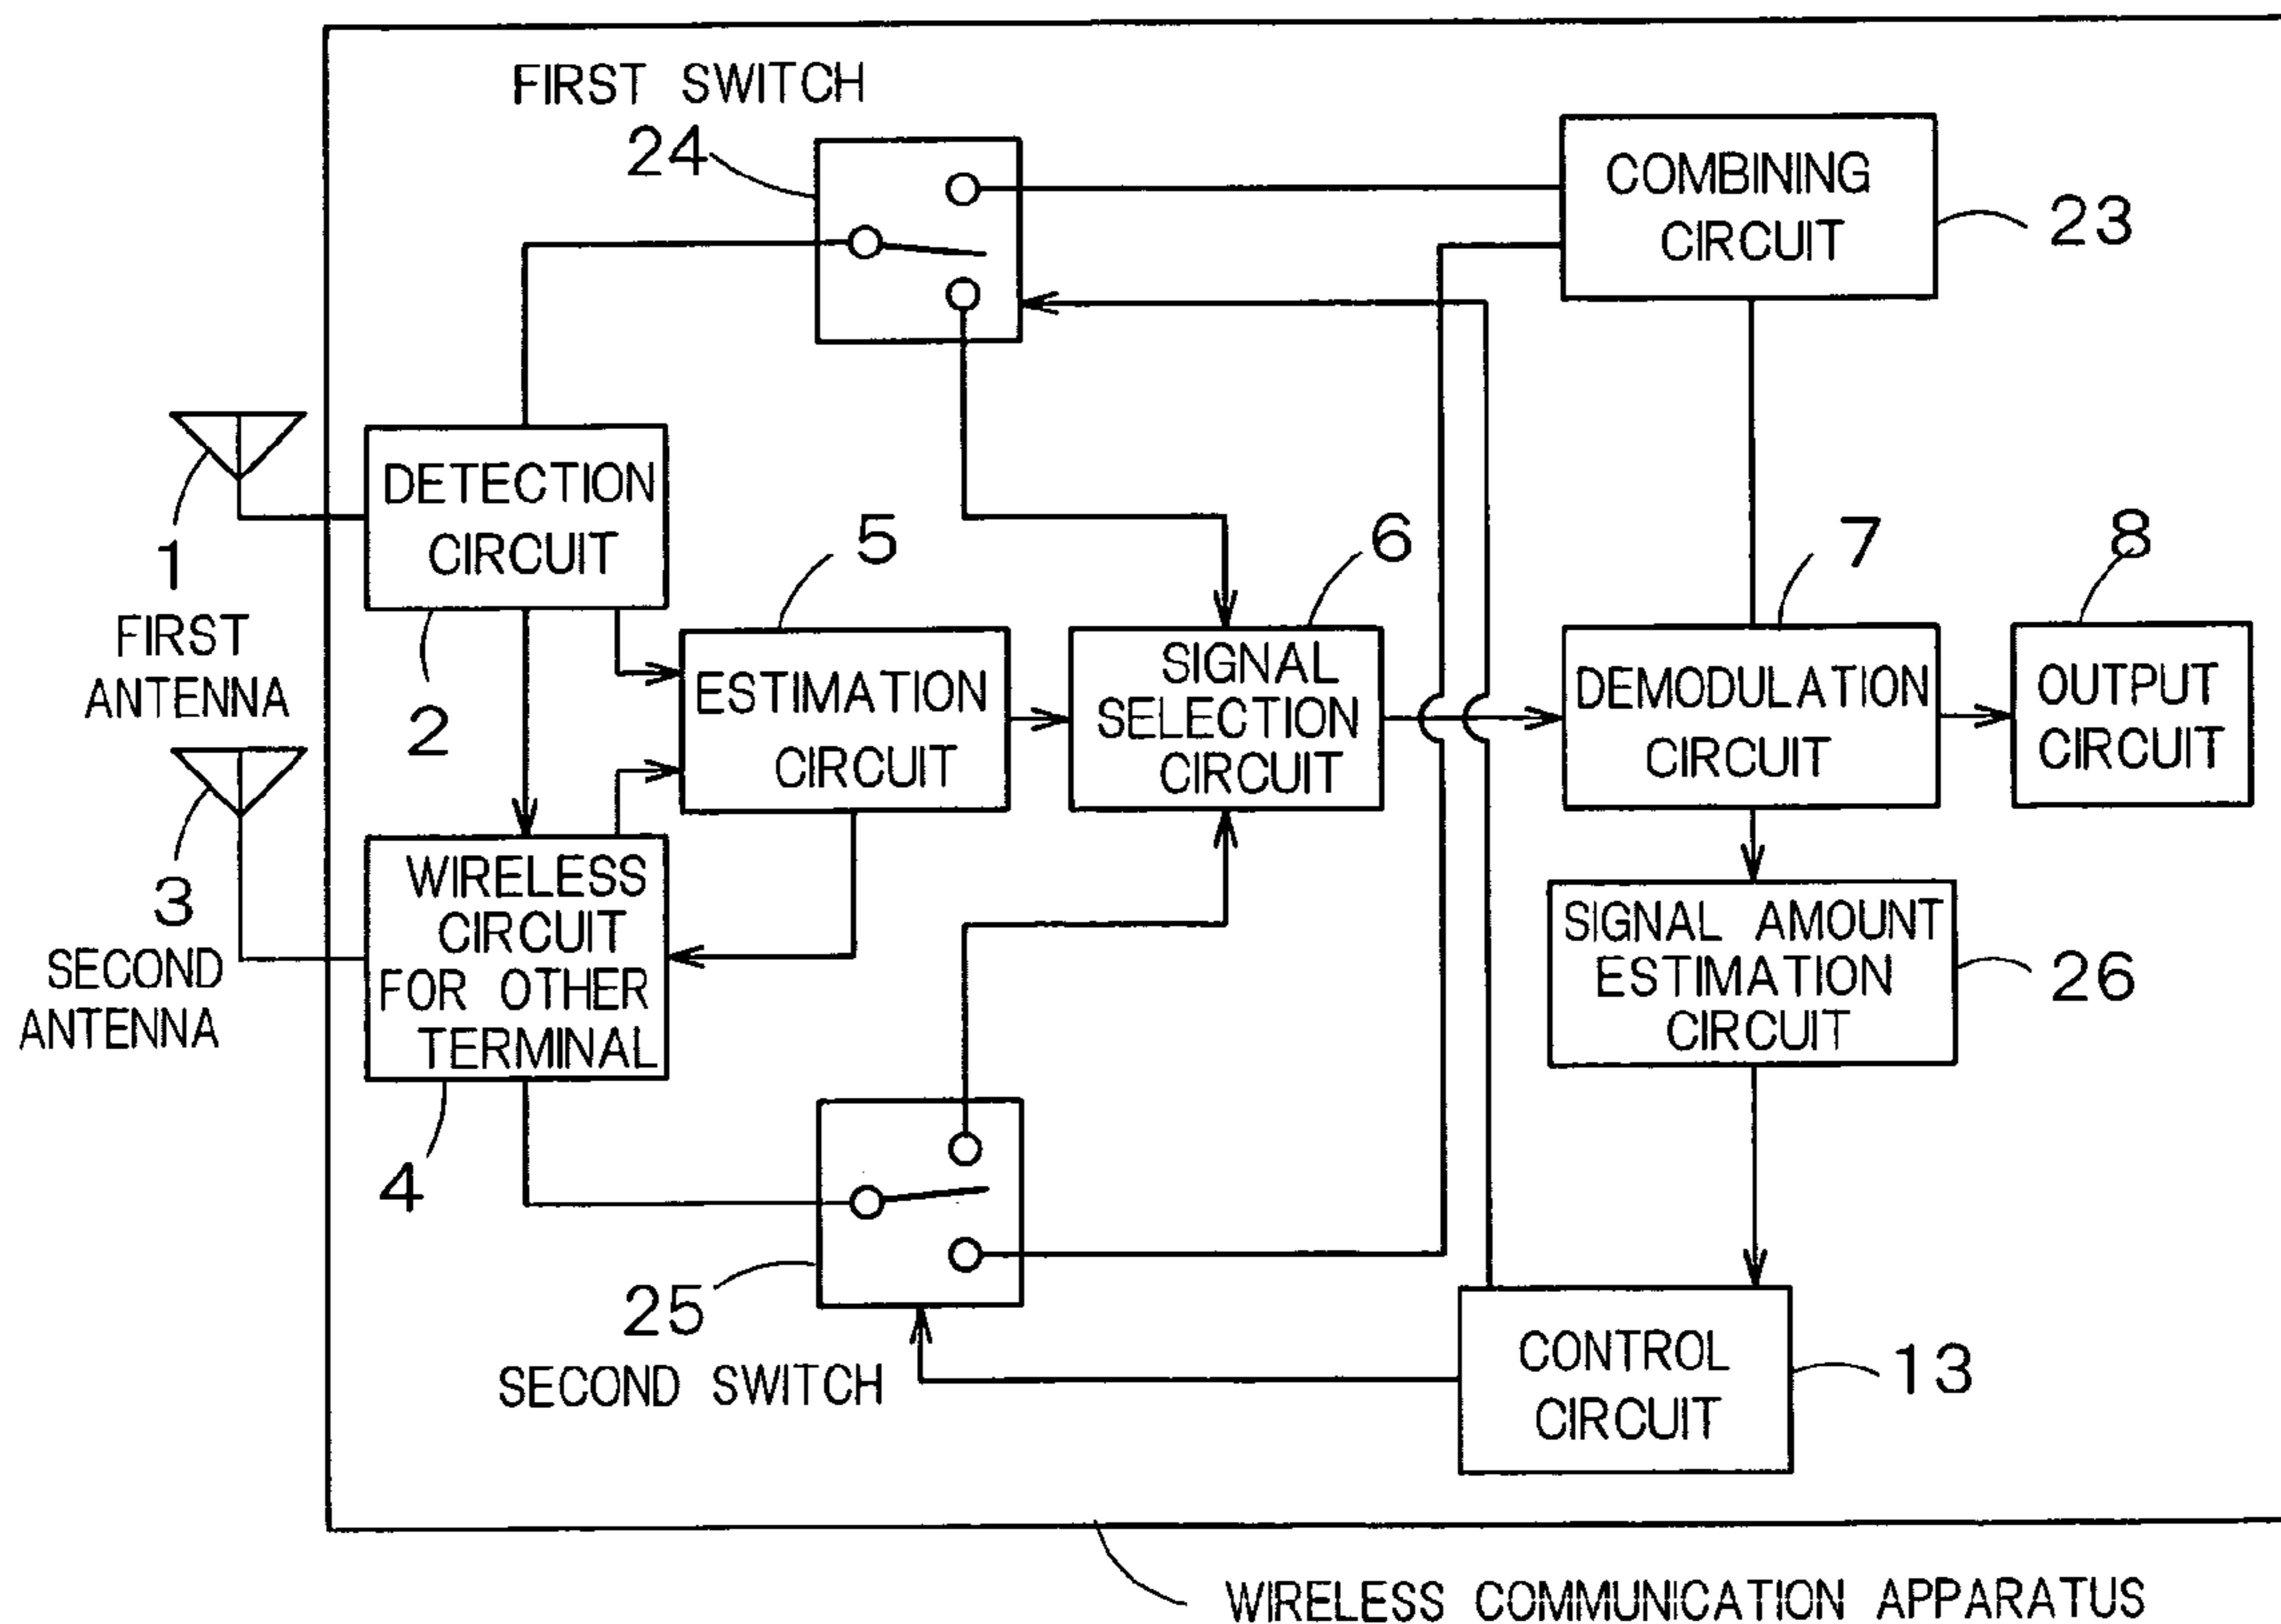 FIRST SWITCH
24
COMBINING
CIRCUIT
23
DETECTION
CIRCUIT
1
FIRST
ANTENNA
2
5
6
7
8
ESTIMATION
CIRCUIT
SIGNAL
SELECTION
CIRCUIT
DEMODULATION
CIRCUIT
OUTPUT
CIRCUIT
3
SECOND
ANTENNA
WIRELESS
CIRCUIT
FOR OTHER
TERMINAL
4
SIGNAL AMOUNT
ESTIMATION
CIRCUIT
26
25
SECOND SWITCH
CONTROL
CIRCUIT
13
WIRELESS COMMUNICATION APPARATUS